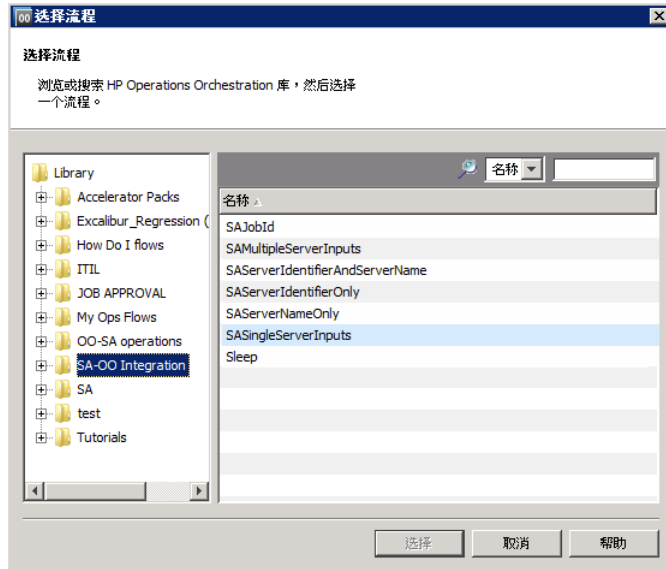 OO 选择流程
选择流程
浏览或搜索 HP Operations Orchestration 库，然后选择
一个流程。
Library
Accelerator Packs
Excalibur_Regression (
How Do I flows
ITIL
JOB APPROVAL
My Ops Flows
OO-SA operations
SA-OO Integration
SA
test
Tutorials
名称
名称
SAJobId
SAMultipleServerInputs
SAServerIdentifierAndServerName
SAServerIdentifierOnly
SAServerNameOnly
SASingleServerInputs
Sleep
选择
取消
帮助